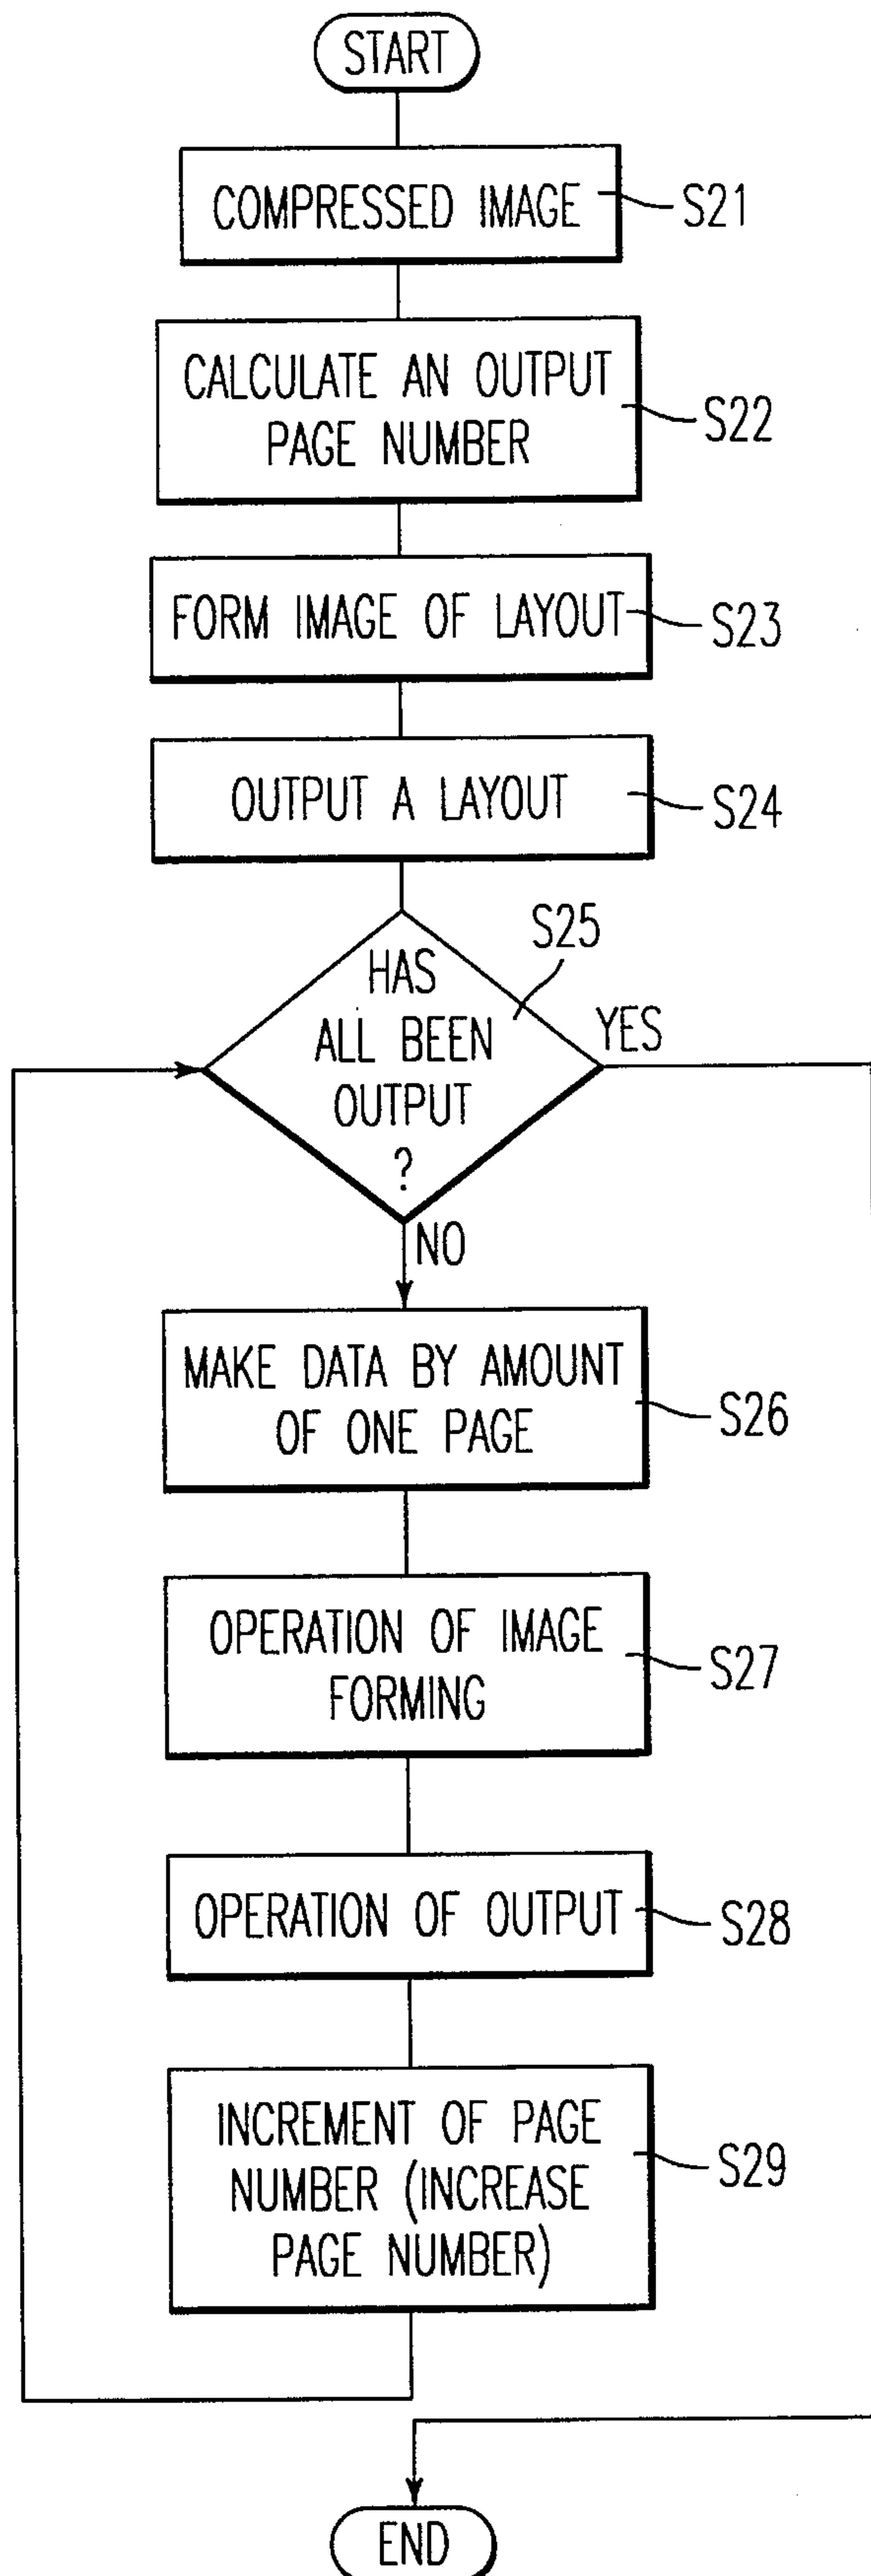 START
COMPRESSED IMAGE
S21
CALCULATE AN OUTPUT
PAGE NUMBER
S22
FORM IMAGE OF LAYOUT
S23
OUTPUT A LAYOUT
S24
S25
HAS
ALL BEEN
OUTPUT
?
YES
NO
MAKE DATA BY AMOUNT
OF ONE PAGE
S26
OPERATION OF IMAGE
FORMING
S27
OPERATION OF OUTPUT
S28
INCREMENT OF PAGE
NUMBER (INCREASE
PAGE NUMBER)
S29
END